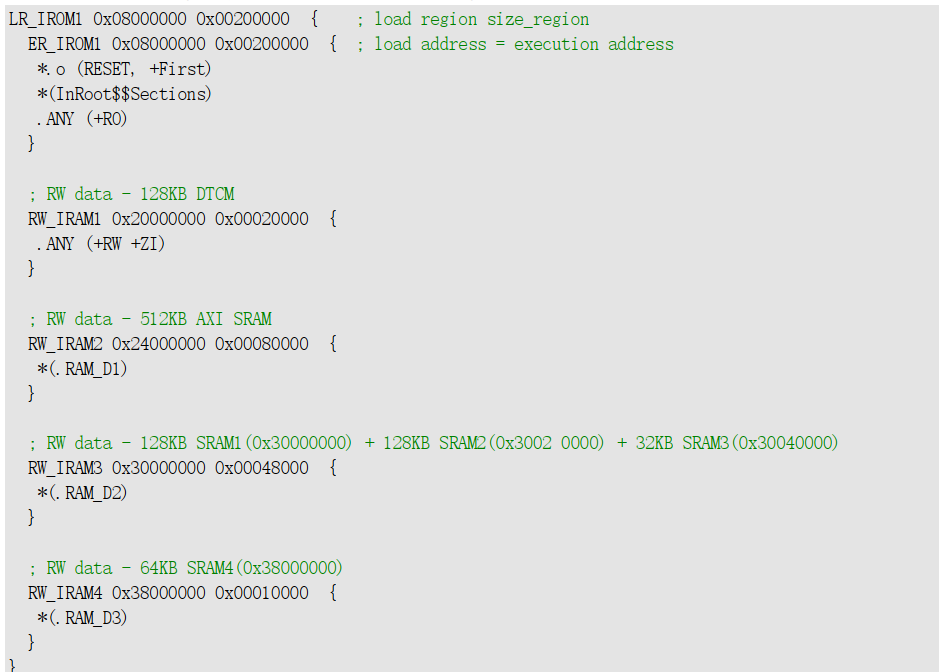 LR_IROM1 0x08000000 0x00200000  {    ; load region size_region
  ER_IROM1 0x08000000 0x00200000  {  ; load address = execution address
   *.o (RESET, +First)
   *(InRoot$$Sections)
   .ANY (+RO)
  }

  ; RW data - 128KB DTCM
  RW_IRAM1 0x20000000 0x00020000  {
   .ANY (+RW +ZI)
  }

  ; RW data - 512KB AXI SRAM
  RW_IRAM2 0x24000000 0x00080000  {
   *(.RAM_D1)
  }

  ; RW data - 128KB SRAM1(0x30000000) + 128KB SRAM2(0x3002 0000) + 32KB SRAM3(0x30040000)
  RW_IRAM3 0x30000000 0x00048000  {
   *(.RAM_D2)
  }

  ; RW data - 64KB SRAM4(0x38000000)
  RW_IRAM4 0x38000000 0x00010000  {
   *(.RAM_D3)
  }
}